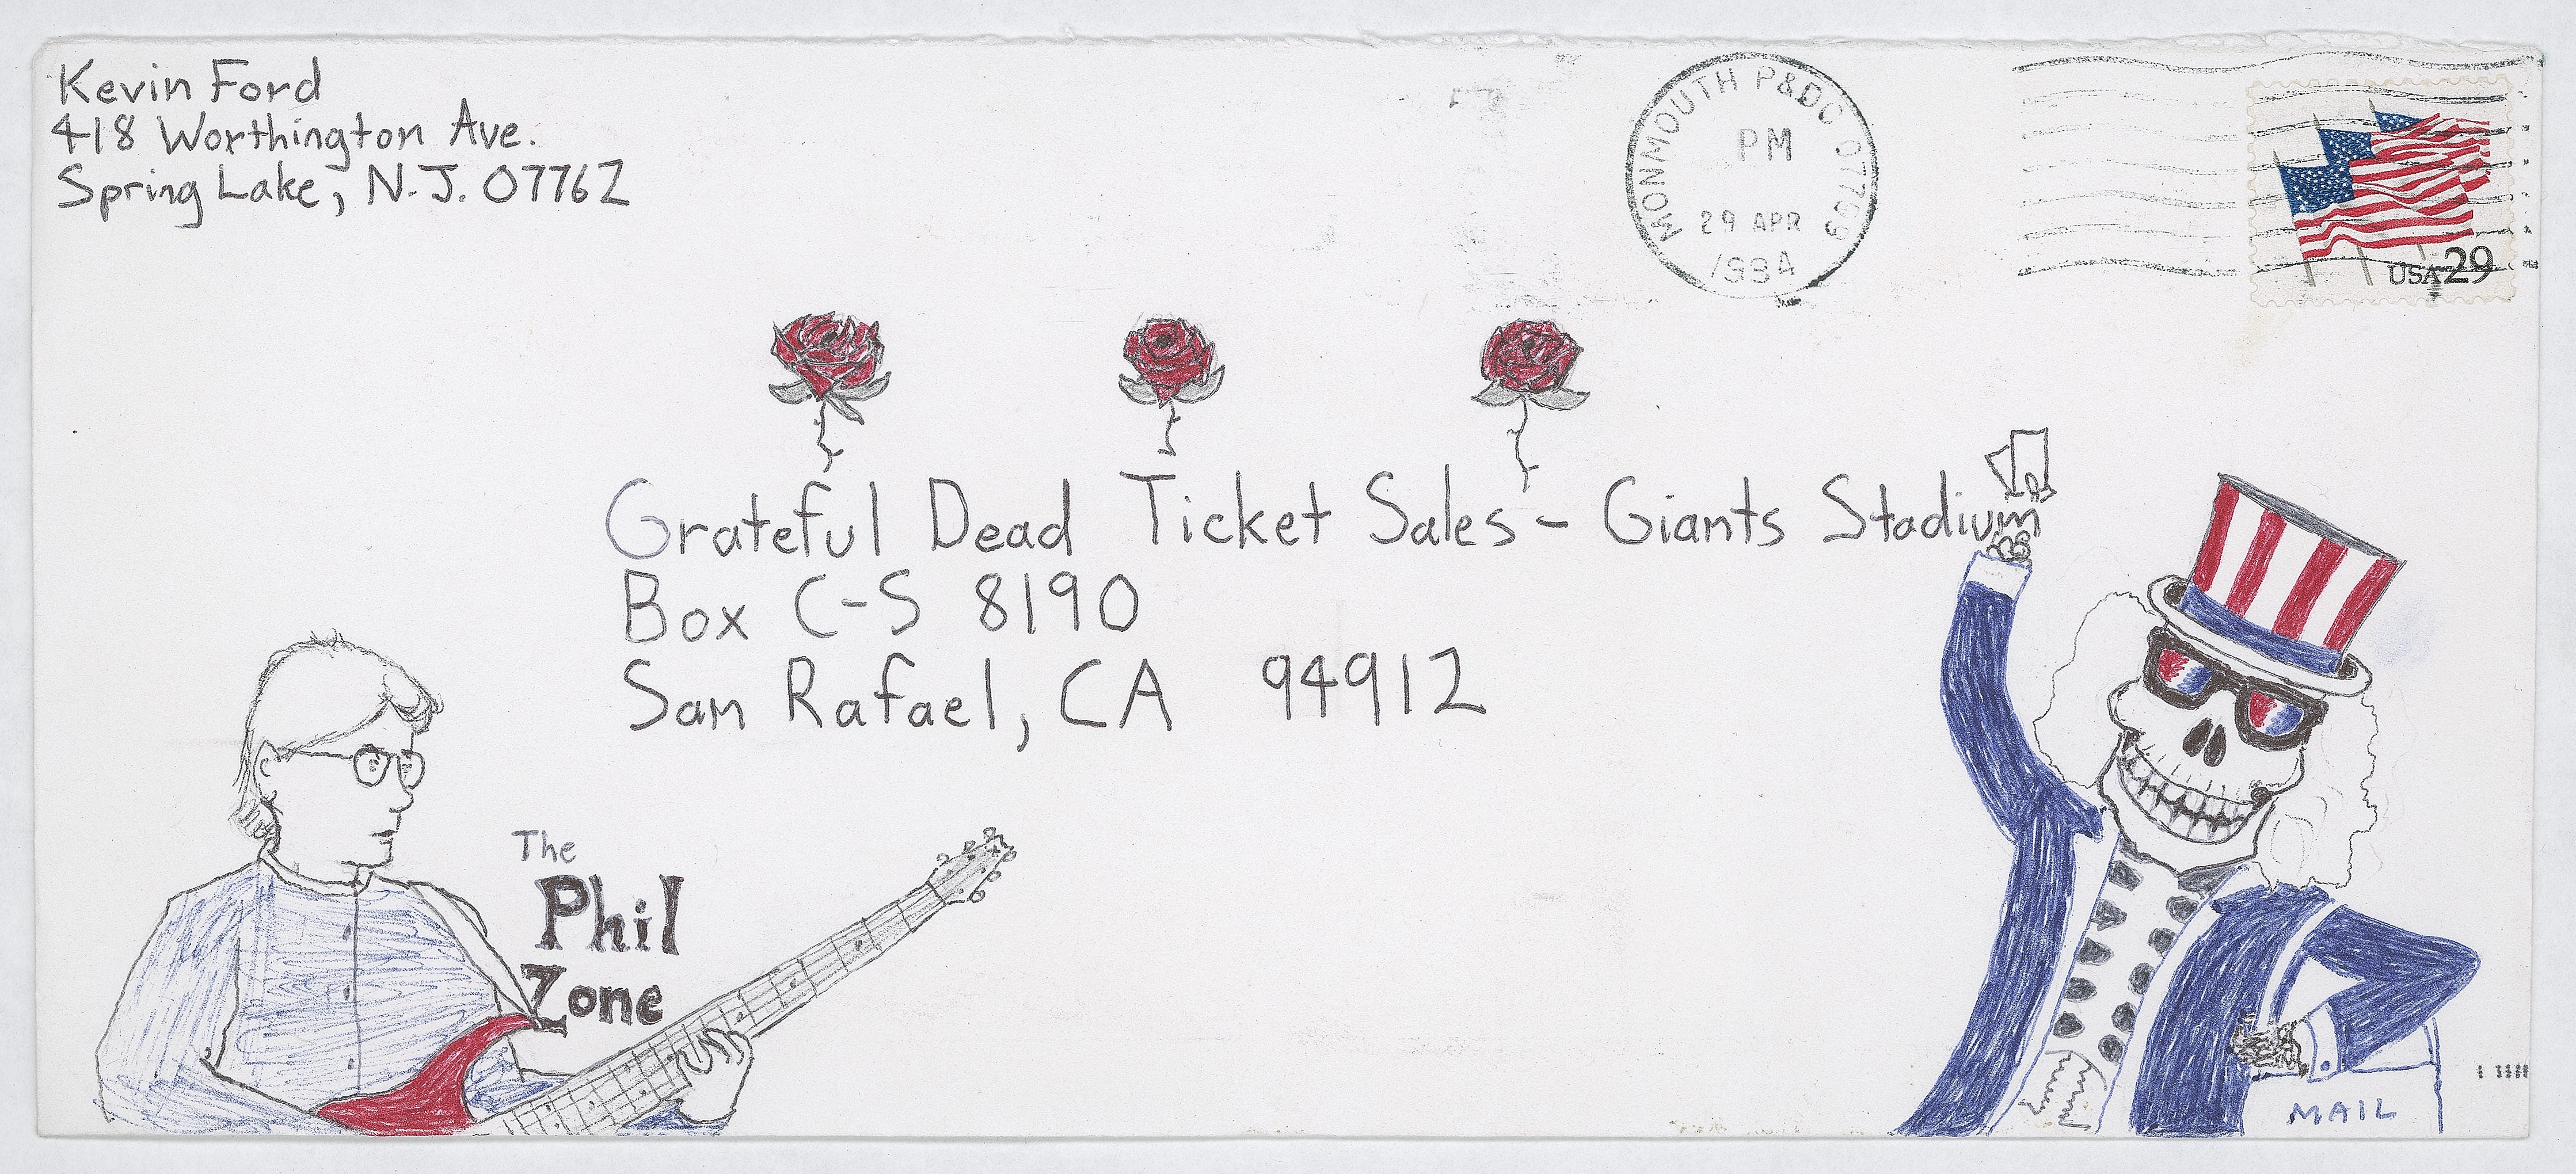 Kevin Ford
418 Worthington Ave.
Spring Lake, N.J. 07762
MONMOUTH P&DC 07799
PM
29 APR
1994
USA 29
Grateful Dead Ticket Sales - Giants Stadium
Box C-S 8190
San Rafael, CA 94912
The
Phil
Zone
MAIL